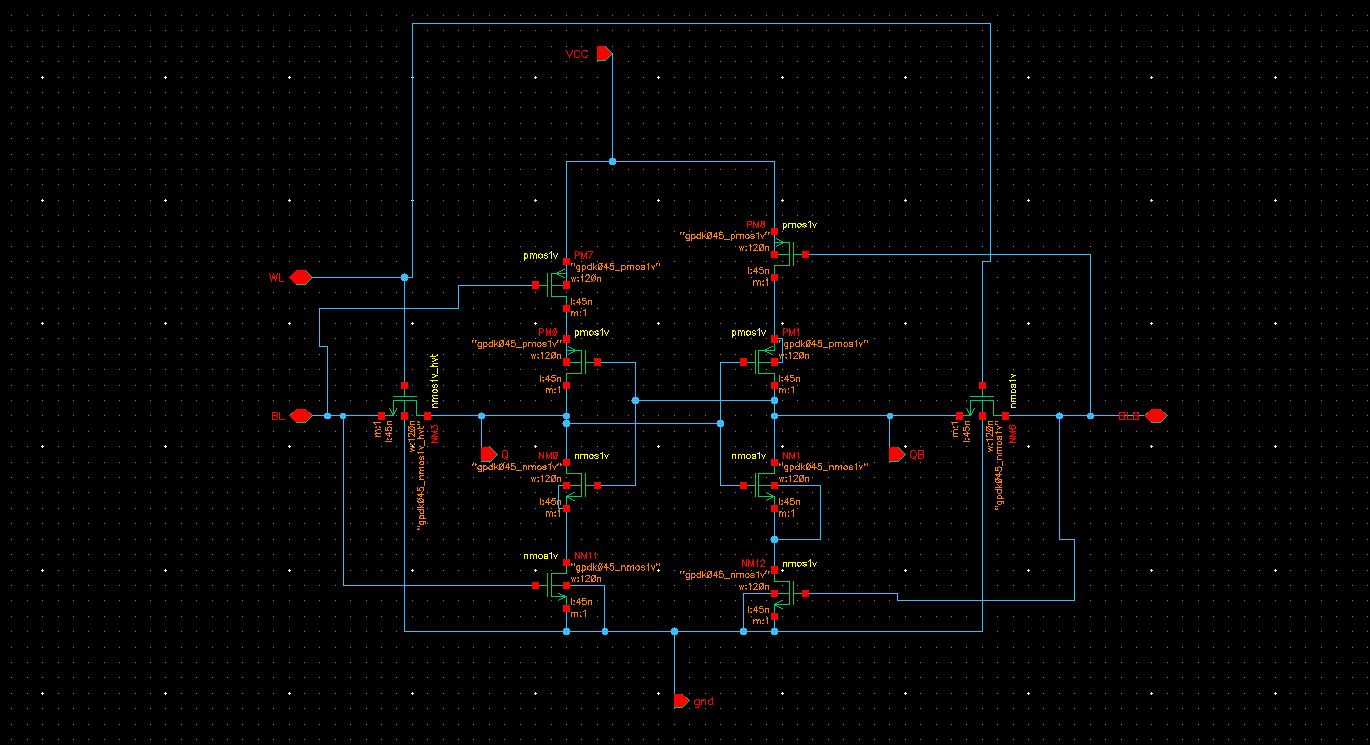 VCC
PM8
pmos1v
"gpdk045_pmos1v"
w:120n
l:45n
m:1
pmos1v
PM7
"gpdk045_pmos1v"
w:120n
l:45n
m:1
WL
PM0
pmos1v
"gpdk045_pmos1v"
w:120n
l:45n
m:1
pmos1v
PM1
"gpdk045_pmos1v"
w:120n
l:45n
m:1
BL
nmos1v_hvt
m:1
l:45n
w:120n
"gpdk045_nmos1v_hvt"
NM3
nmos1v
m:1
l:45n
w:120n
"gpdk045_nmos1v"
NM6
Q
QB
NM0
nmos1v
"gpdk045_nmos1v"
w:120n
l:45n
m:1
nmos1v
NM1
"gpdk045_nmos1v"
w:120n
l:45n
m:1
nmos1v
NM11
"gpdk045_nmos1v"
w:120n
l:45n
m:1
NM12
nmos1v
"gpdk045_nmos1v"
w:120n
l:45n
m:1
gnd